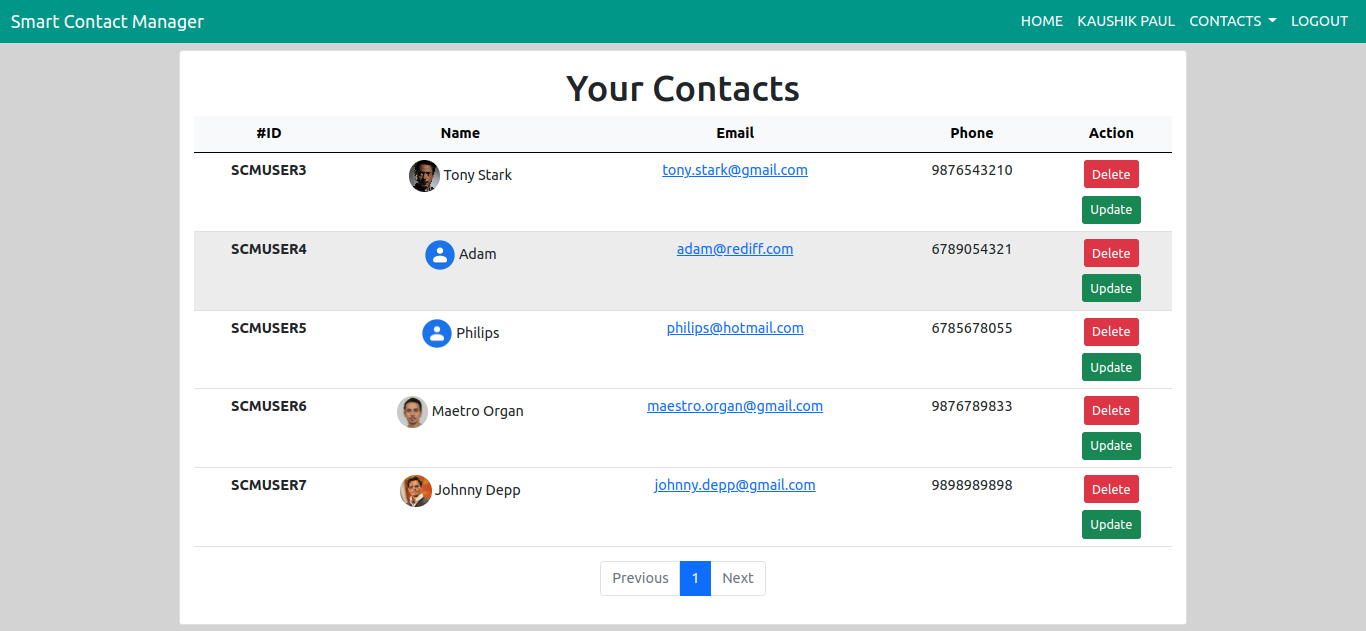 Smart Contact Manager HOME KAUSHIK PAUL CONTACTS LOGOUT
Your Contacts
#ID Name Email Phone Action
SCMUSER3 Tony Stark tony.stark@gmail.com 9876543210 Delete
Update
SCMUSER4 Adam adam@rediff.com 6789054321 Delete
Update
SCMUSER5 Philips philips@hotmail.com 6785678055 Delete
Update
SCMUSER6 Maetro Organ maestro.organ@gmail.com 9876789833 Delete
Update
SCMUSER7 Johnny Depp johnny.depp@gmail.com 9898989898 Delete
Update
Previous 1 Next